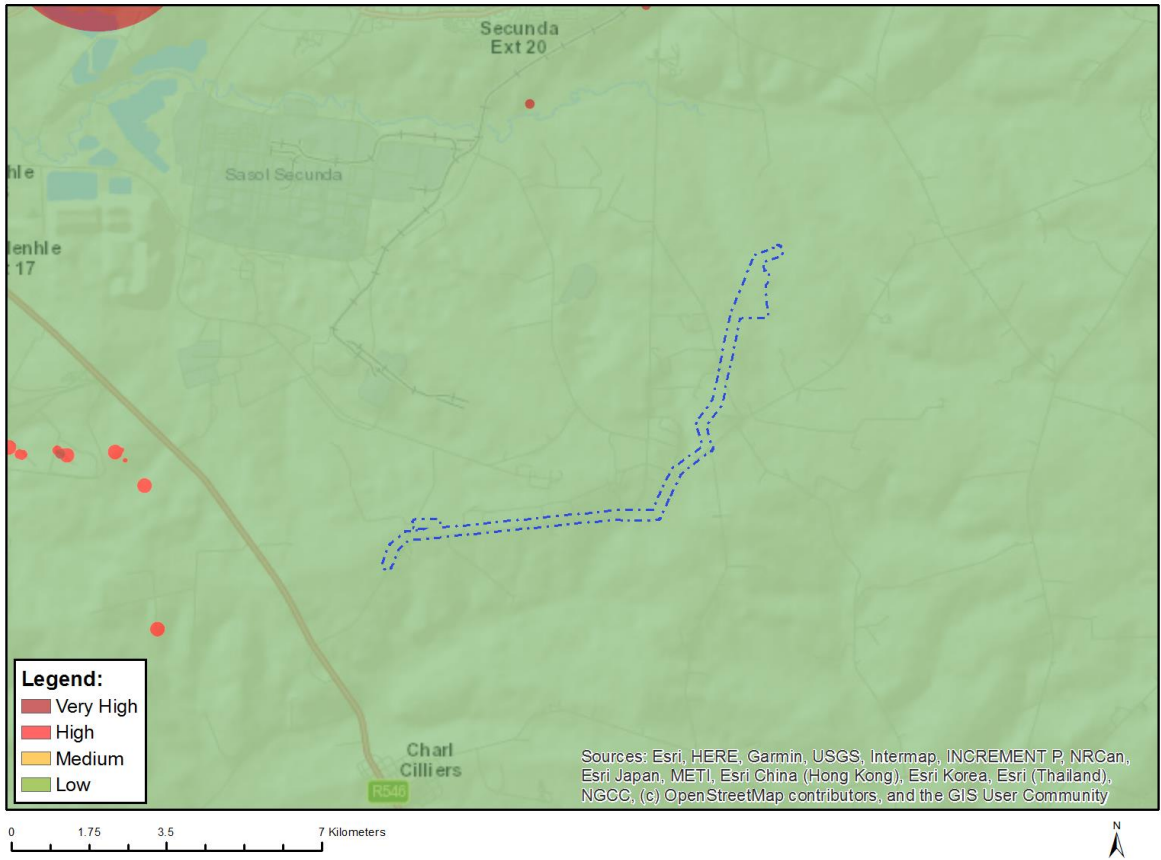 Secunda
Ext 20
Sasol Secunda
hle
lenhle
t 17
Legend:
Very High
High
Medium
Low
Charl
Cilliers
R546
Sources: Esri, HERE, Garmin, USGS, Intermap, INCREMENT P, NRCan,
Esri Japan, METI, Esri China (Hong Kong), Esri Korea, Esri (Thailand),
NGCC, (c) OpenStreetMap contributors, and the GIS User Community
0 1.75 3.5 7 Kilometers
N